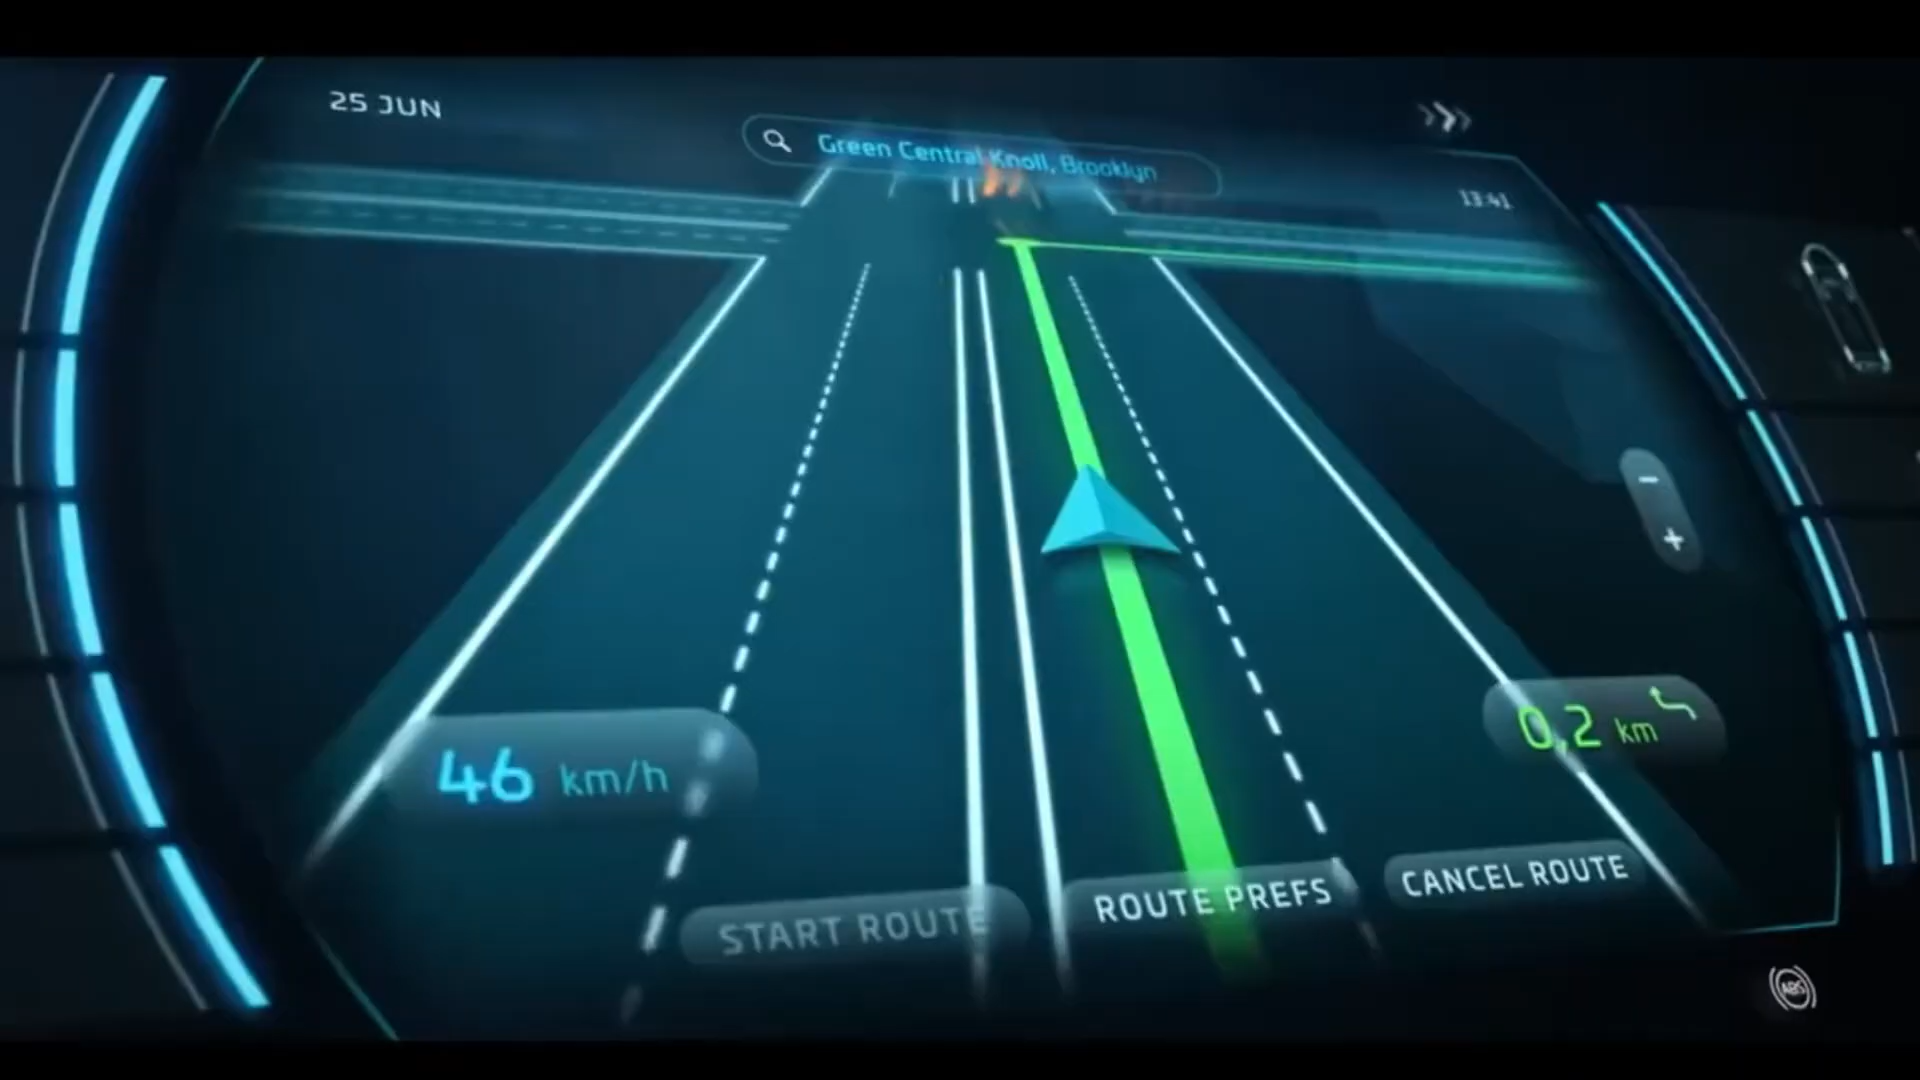 25 JUN
Green Central Knoll, Brooklyn
13:41
-
+
46 km/h
0,2 km
START ROUTE
ROUTE PREFS
CANCEL ROUTE
ABS